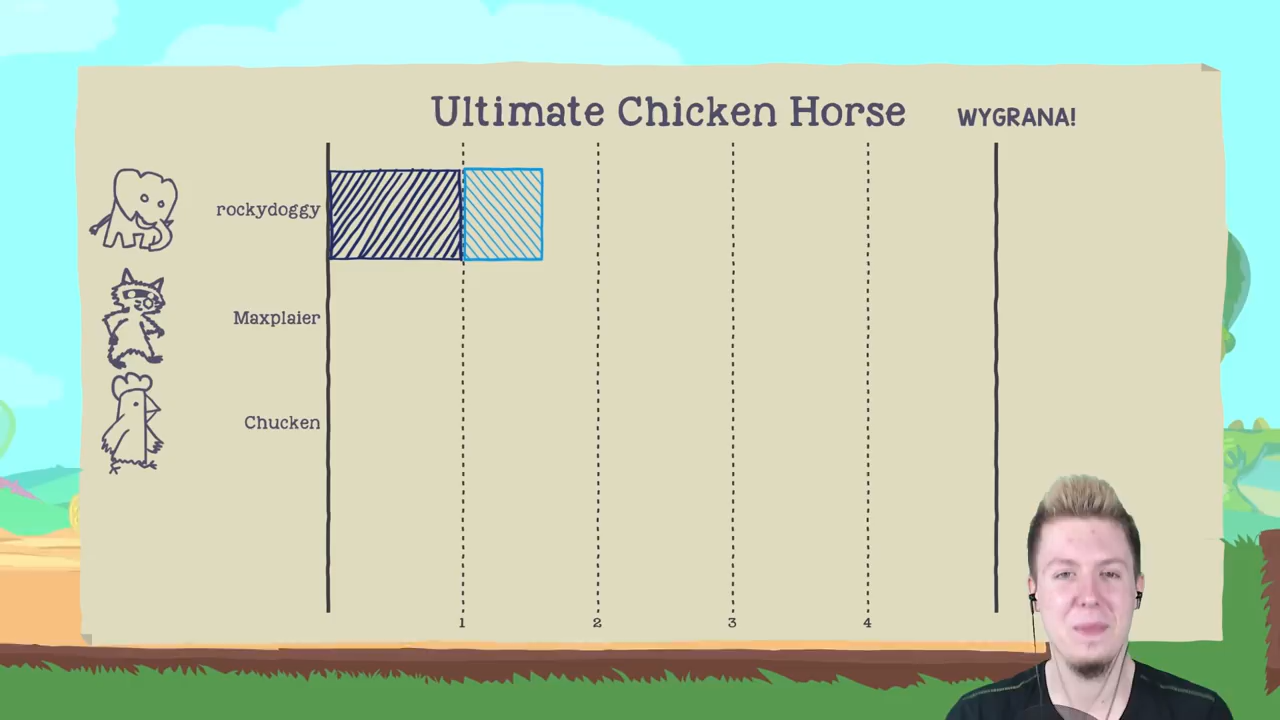 Ultimate Chicken Horse
WYGRANA!
rockydoggy
Maxplaier
Chucken
1 2 3 4